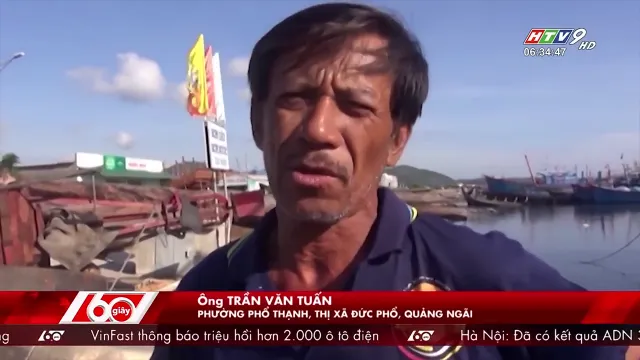 HTV9 HD
06:34:47
Ông TRẦN VĂN TUẤN
60 giây
PHƯỜNG PHỔ THẠNH, THỊ XÃ ĐỨC PHỔ, QUẢNG NGÃI
VinFast thông báo triệu hồi hơn 2.000 ô tô điện
Hà Nội: Đã có kết quả ADN